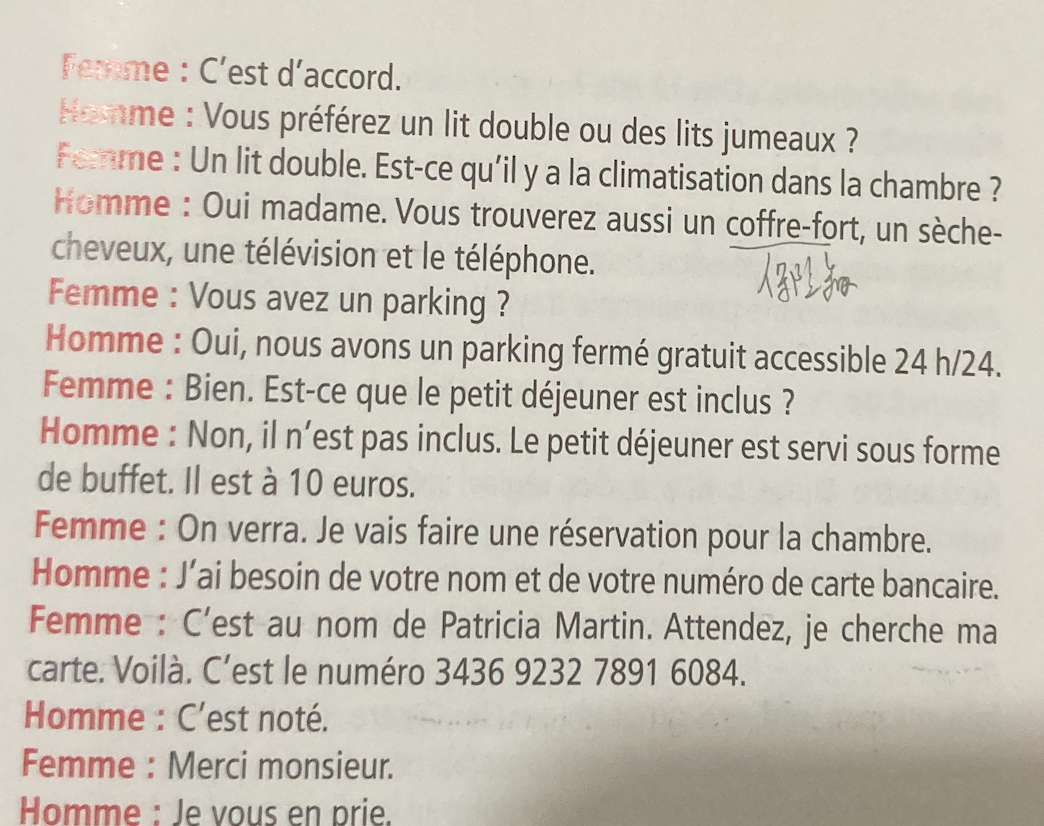 Femme : C'est d'accord.
Homme : Vous préférez un lit double ou des lits jumeaux ?
Femme : Un lit double. Est-ce qu'il y a la climatisation dans la chambre ?
Homme : Oui madame. Vous trouverez aussi un coffre-fort, un sèche-
cheveux, une télévision et le téléphone.
Femme : Vous avez un parking ?
Homme : Oui, nous avons un parking fermé gratuit accessible 24 h/24.
Femme : Bien. Est-ce que le petit déjeuner est inclus ?
Homme : Non, il n'est pas inclus. Le petit déjeuner est servi sous forme
de buffet. Il est à 10 euros.
Femme : On verra. Je vais faire une réservation pour la chambre.
Homme : J'ai besoin de votre nom et de votre numéro de carte bancaire.
Femme : C'est au nom de Patricia Martin. Attendez, je cherche ma
carte. Voilà. C'est le numéro 3436 9232 7891 6084.
Homme : C'est noté.
Femme : Merci monsieur.
Homme : Je vous en prie.